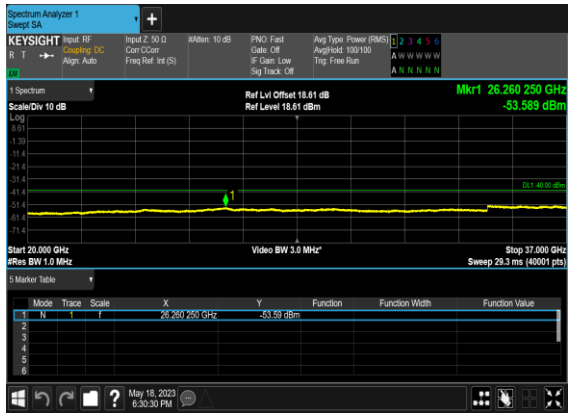 Spectrum Analyzer 1
Swept SA
+
KEYSIGHT Input: RF Input Z: 50 Ω #Atten: 10 dB PNO: Fast Avg Type: Power (RMS) 1 2 3 4 5 6
R T Coupling: DC Corr CCorr Gate: Off Avg|Hold: 100/100 A W W W W W
Align: Auto Freq Ref: Int (S) IF Gain: Low Trig: Free Run
LXI Sig Track: Off A N N N N N
1 Spectrum Ref Lvl Offset 18.61 dB Mkr1 26.260 250 GHz
Scale/Div 10 dB Ref Level 18.61 dBm -53.589 dBm
Log
8.61
-1.39
-11.4
-21.4
-31.4
DL1 -40.00 dBm
-41.4
1
-51.4
-61.4
-71.4
Start 20.000 GHz Video BW 3.0 MHz* Stop 37.000 GHz
#Res BW 1.0 MHz Sweep 29.3 ms (40001 pts)
5 Marker Table
Mode Trace Scale X Y Function Function Width Function Value
1 N 1 f 26.260 250 GHz -53.59 dBm
2
3
4
5
6
? May 18, 2023
6:30:30 PM